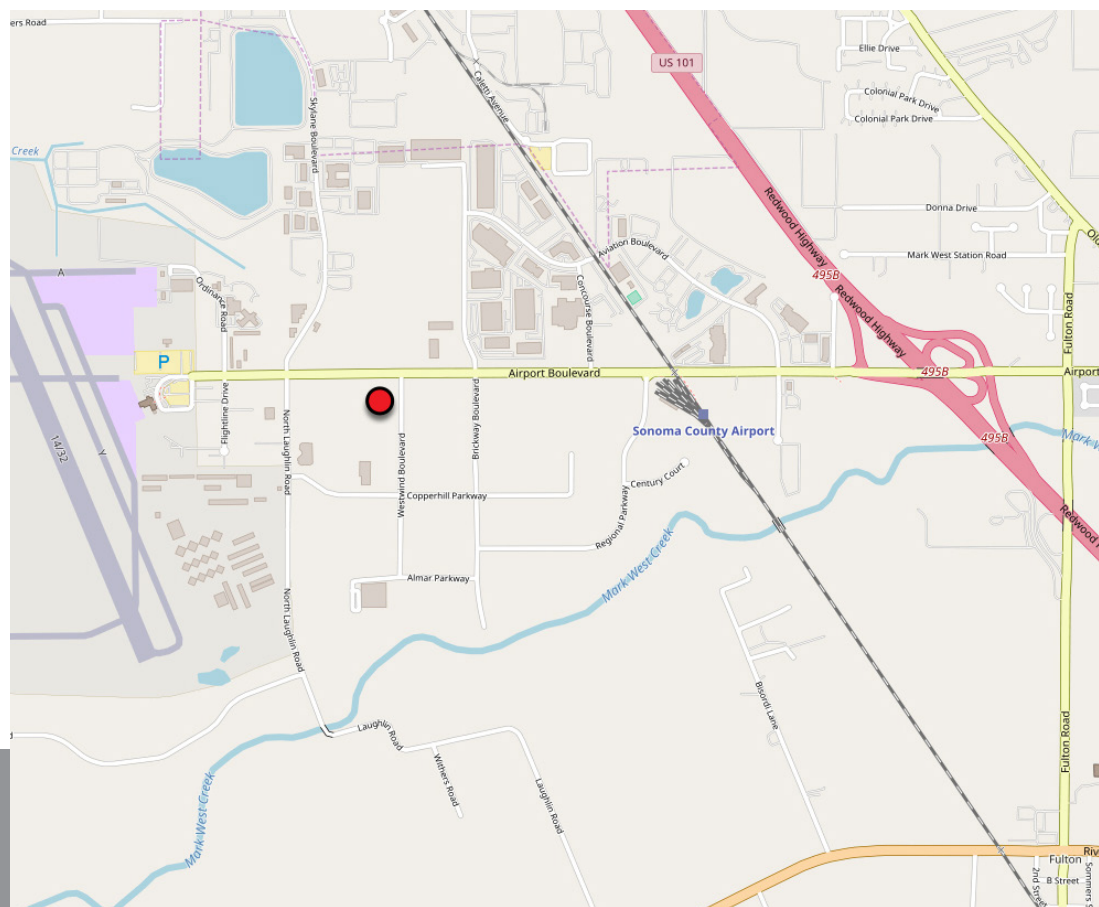 ers Road
US 101
Ellie Drive
Colonial Park Drive
Colonial Park Drive
Caletti Avenue
Skylane Boulevard
Creek
Redwood Highway
Donna Drive
Old
Aviation Boulevard
Mark West Station Road
A
495B
Ordinance Road
Concourse Boulevard
Redwood Highway
Fulton Road
P
Airport Boulevard
495B
Airport
Flightline Drive
North Laughlin Road
Westwind Boulevard
Brickway Boulevard
Sonoma County Airport
495B
Mark W
14/32
Y
Century Court
Copperhill Parkway
Regional Parkway
Redwood H
Mark West Creek
Almar Parkway
North Laughlin Road
Bisordi Lane
Laughlin Road
Withers Road
Laughlin Road
Fulton Road
Mark West Creek
Riv
Fulton
2nd Street
B Street
Sommers S